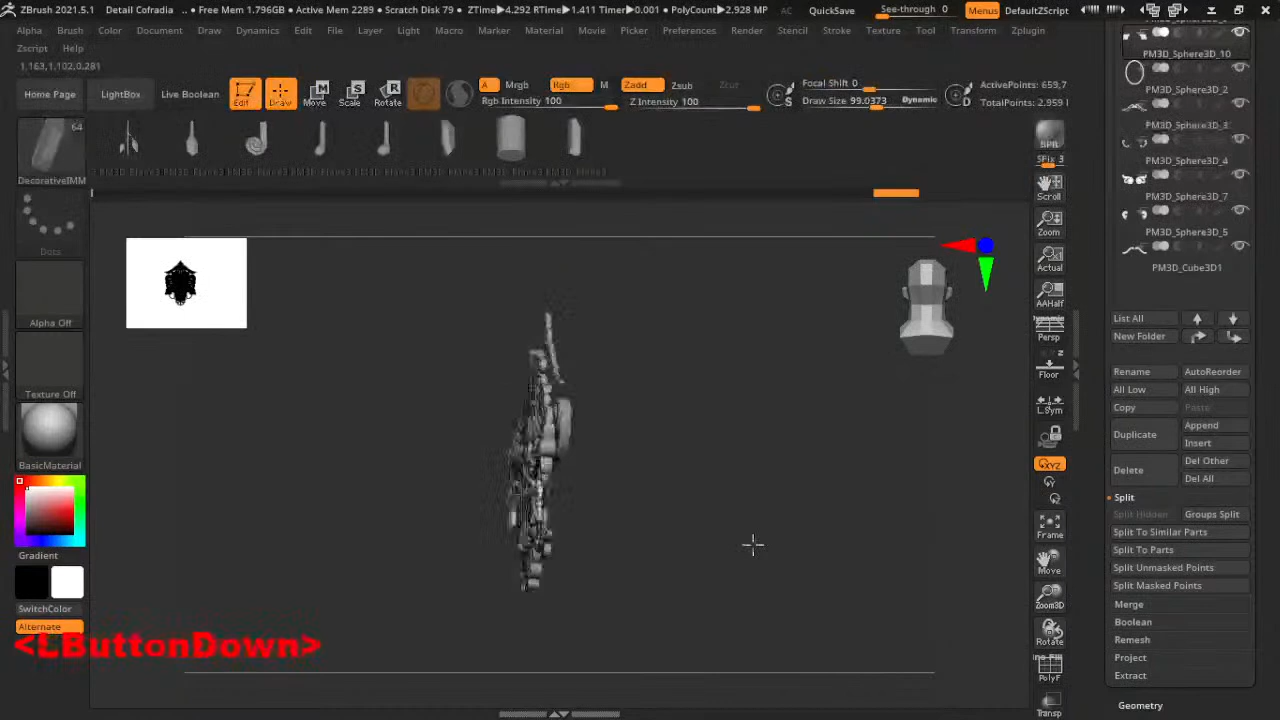 ZBrush 2021.5.1 Detail Cofradia .. • Free Mem 1.796GB • Active Mem 2289 • Scratch Disk 79 • ZTime▸4.292 RTime▸1.411 Timer▸0.001 • PolyCount▸2.928 MP AC QuickSave See-through 0 Menus DefaultZScript
Alpha Brush Color Document Draw Dynamics Edit File Layer Light Macro Marker Material Movie Picker Preferences Render Stencil Stroke Texture Tool Transform Zplugin
Zscript Help
1.163,1.102,0.281
Home Page LightBox Live Boolean Edit Draw Move Scale Rotate
A Mrgb Rgb M Zadd Zsub Zcut
Rgb Intensity 100 Z Intensity 100
S Focal Shift 0
Draw Size 99.0373 Dynamic D
ActivePoints: 659,7
TotalPoints: 2.959
64
DecorativeIMM
Dots
Alpha Off
Texture Off
BasicMaterial
Gradient
SwitchColor
Alternate
<LButtonDown>
BPR
SPix 3
Scroll
Zoom
Actual
AAHalf
Dynamic
Persp
Floor
L.Sym
XYZ
Frame
Move
Zoom3D
Rotate
Line Fill
PolyF
Transp
PM3D_Sphere3D_10
PM3D_Sphere3D_2
PM3D_Sphere3D_3
PM3D_Sphere3D_4
PM3D_Sphere3D_7
PM3D_Sphere3D_5
PM3D_Cube3D1
List All
New Folder
Rename AutoReorder
All Low All High
Copy Paste
Duplicate Append
Insert
Delete Del Other
Del All
Split
Split Hidden Groups Split
Split To Similar Parts
Split To Parts
Split Unmasked Points
Split Masked Points
Merge
Boolean
Remesh
Project
Extract
Geometry